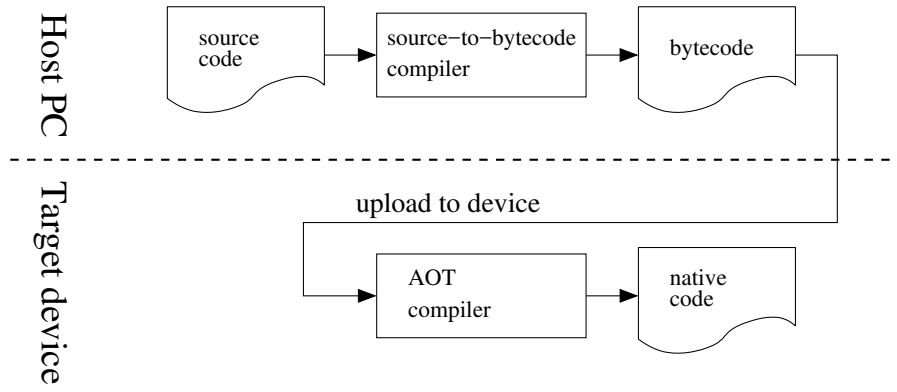 Host PC
source
code
source−to−bytecode
compiler
bytecode
Target device
upload to device
AOT
compiler
native
code